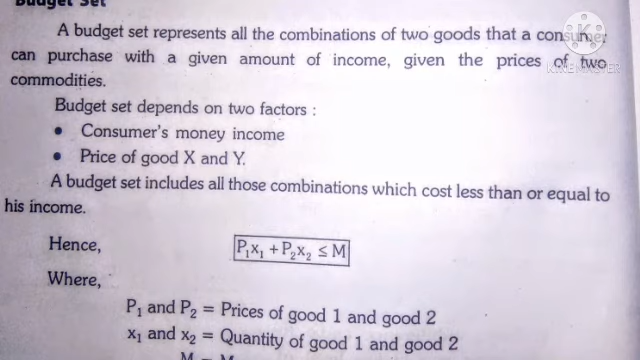 Budget Set
A budget set represents all the combinations of two goods that a consumer
can purchase with a given amount of income, given the prices of two
commodities.
Budget set depends on two factors :
• Consumer's money income
• Price of good X and Y.
A budget set includes all those combinations which cost less than or equal to
his income.
Hence, P₁x₁ + P₂x₂ ≤ M
Where,
P₁ and P₂ = Prices of good 1 and good 2
x₁ and x₂ = Quantity of good 1 and good 2
KINEMASTER